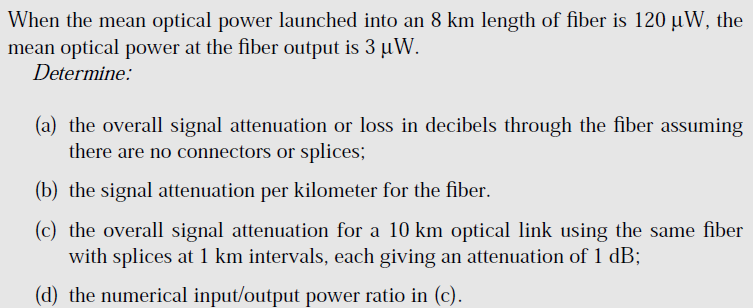 When the mean optical power launched into an 8 km length of fiber is 120 μW, the
mean optical power at the fiber output is 3 μW.
Determine:
(a) the overall signal attenuation or loss in decibels through the fiber assuming
there are no connectors or splices;
(b) the signal attenuation per kilometer for the fiber.
(c) the overall signal attenuation for a 10 km optical link using the same fiber
with splices at 1 km intervals, each giving an attenuation of 1 dB;
(d) the numerical input/output power ratio in (c).